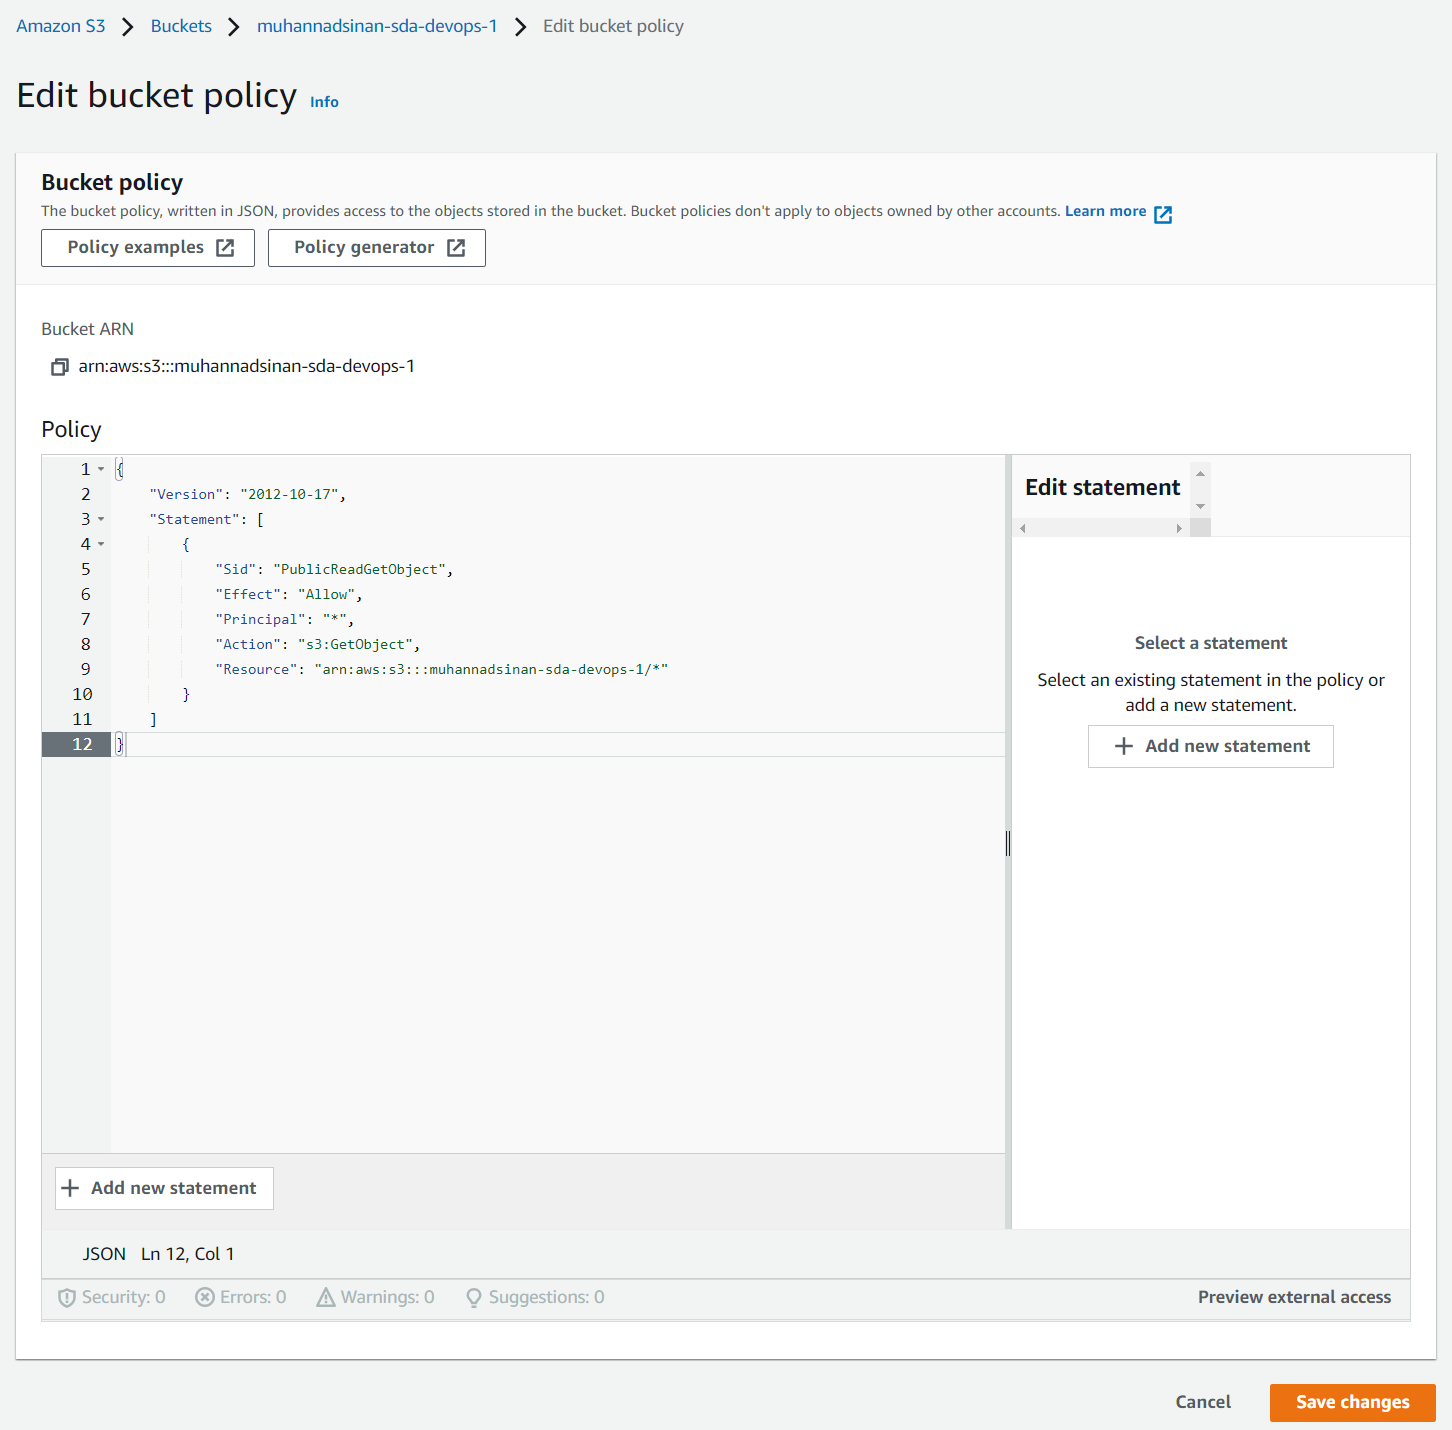 Amazon S3 Buckets muhannadsinan-sda-devops-1 Edit bucket policy
Edit bucket policy Info
Bucket policy
The bucket policy, written in JSON, provides access to the objects stored in the bucket. Bucket policies don't apply to objects owned by other accounts. Learn more
Policy examples Policy generator
Bucket ARN
arn:aws:s3:::muhannadsinan-sda-devops-1
Policy
1 {
2 "Version": "2012-10-17",
3 "Statement": [
4 {
5 "Sid": "PublicReadGetObject",
6 "Effect": "Allow",
7 "Principal": "*",
8 "Action": "s3:GetObject",
9 "Resource": "arn:aws:s3:::muhannadsinan-sda-devops-1/*"
10 }
11 ]
12 }
Edit statement
Select a statement
Select an existing statement in the policy or
add a new statement.
Add new statement
Add new statement
JSON Ln 12, Col 1
Security: 0 Errors: 0 Warnings: 0 Suggestions: 0 Preview external access
Cancel Save changes